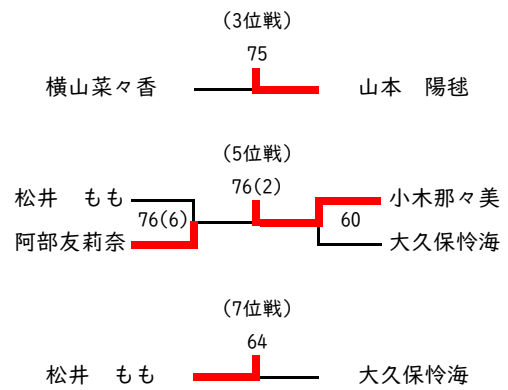 (3位戦)
75
横山菜々香 山本 陽毬
(5位戦)
76(2)
松井 もも 小木那々美
76(6) 60
阿部友莉奈 大久保怜海
(7位戦)
64
松井 もも 大久保怜海